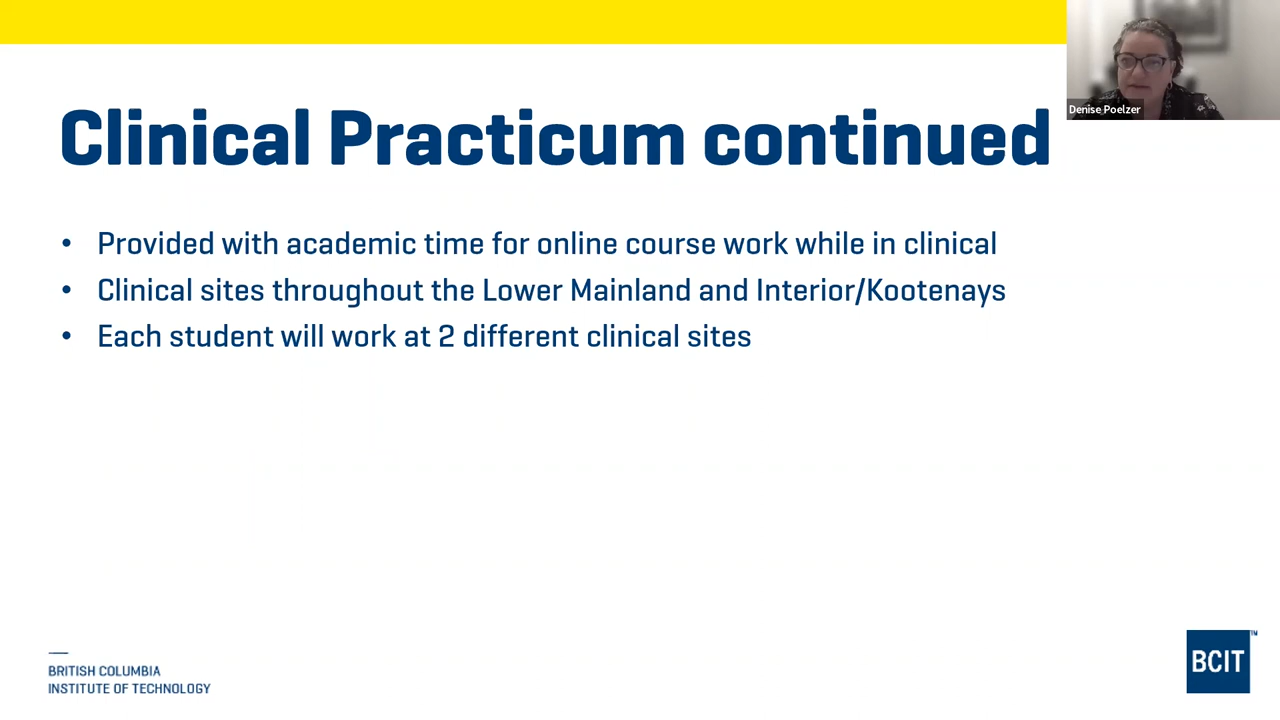 Denise Poelzer
Clinical Practicum continued
• Provided with academic time for online course work while in clinical
• Clinical sites throughout the Lower Mainland and Interior/Kootenays
• Each student will work at 2 different clinical sites
BRITISH COLUMBIA
INSTITUTE OF TECHNOLOGY
BCIT™